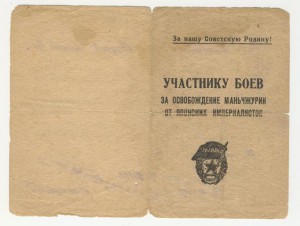 За нашу Советскую Родину!
УЧАСТНИКУ БОЕВ
ЗА ОСВОБОЖДЕНИЕ МАНЬЧЖУРИИ
ОТ ЯПОНСКИХ ИМПЕРИАЛИСТОВ